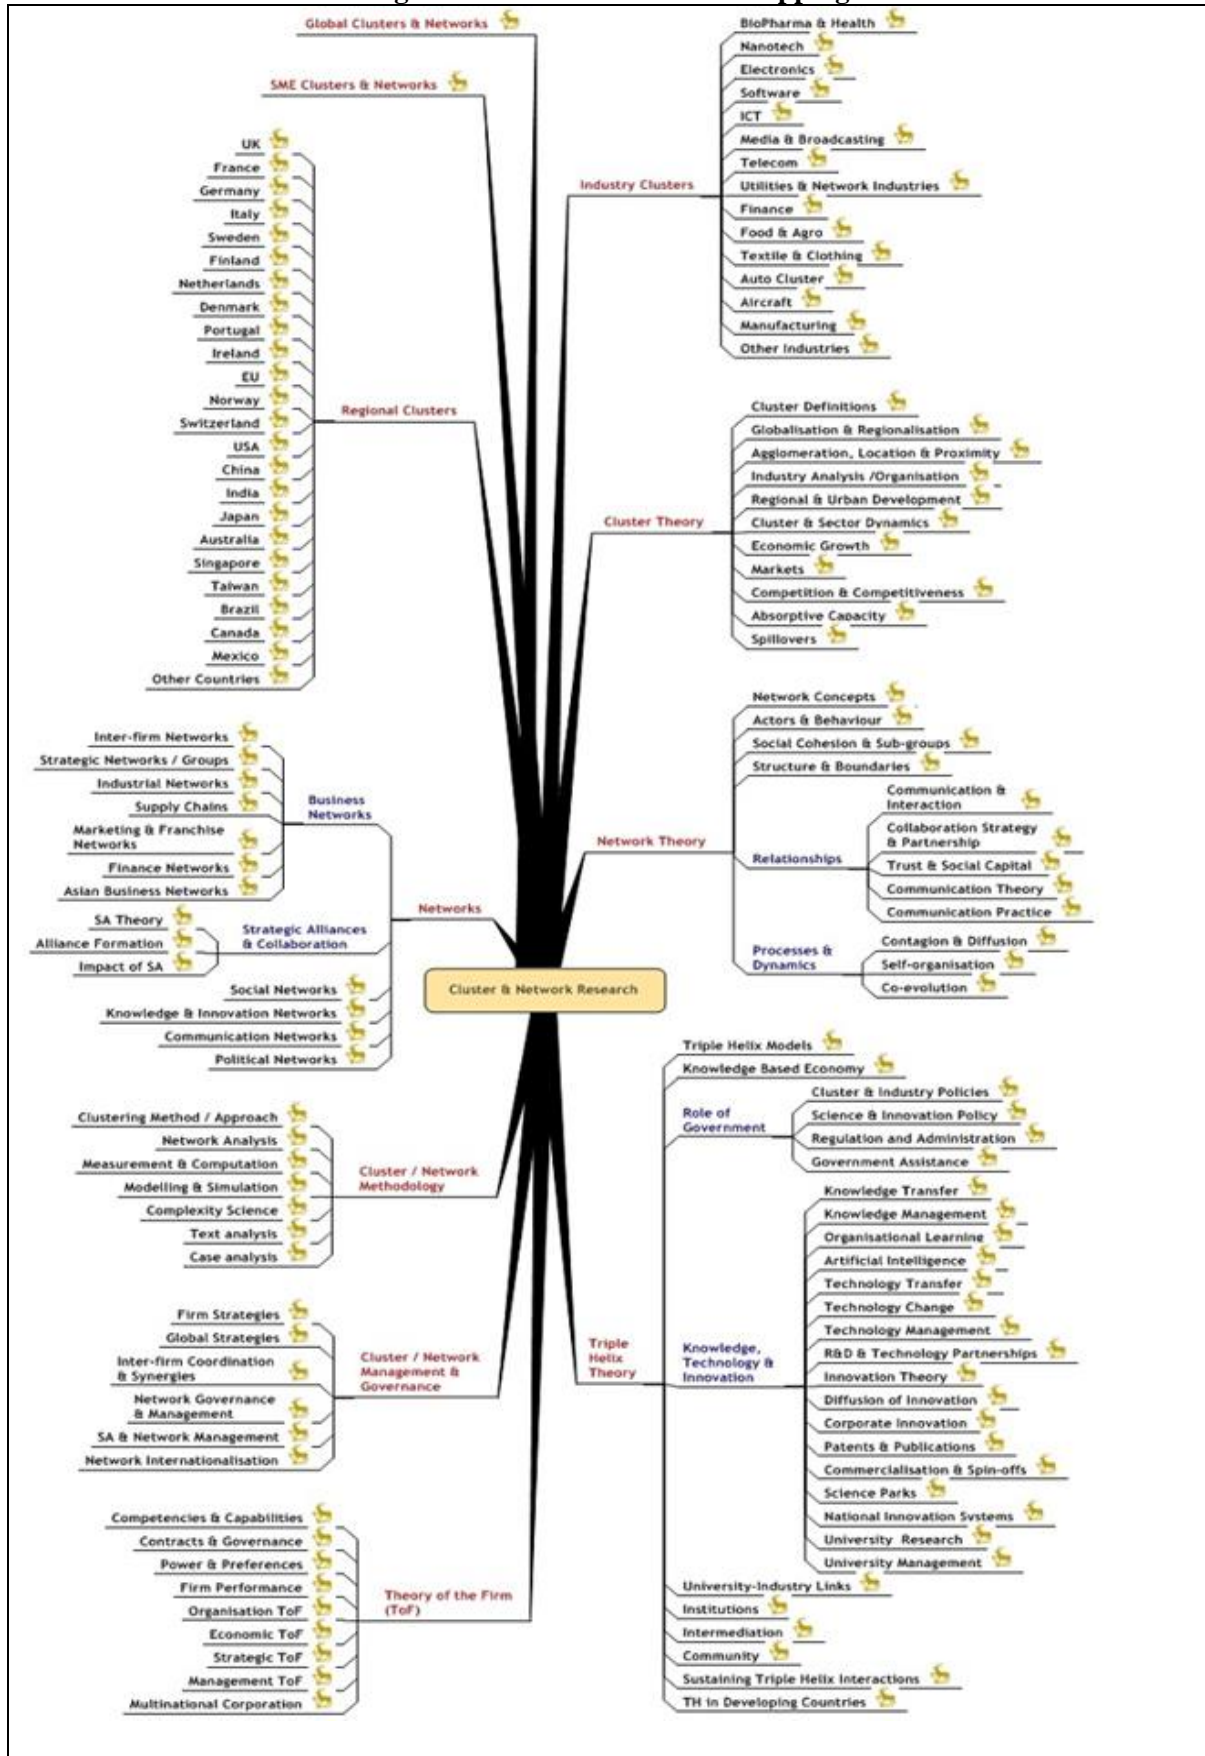 Global Clusters & Networks
SME Clusters & Networks
UK
France
Germany
Italy
Sweden
Finland
Netherlands
Denmark
Portugal
Ireland
EU
Norway
Switzerland
USA
China
India
Japan
Australia
Singapore
Taiwan
Brazil
Canada
Mexico
Other Countries
Regional Clusters
Inter-firm Networks
Strategic Networks / Groups
Industrial Networks
Supply Chains
Marketing & Franchise
Networks
Finance Networks
Asian Business Networks
Business
Networks
SA Theory
Alliance Formation
Impact of SA
Strategic Alliances
& Collaboration
Social Networks
Knowledge & Innovation Networks
Communication Networks
Political Networks
Networks
Clustering Method / Approach
Network Analysis
Measurement & Computation
Modelling & Simulation
Complexity Science
Text analysis
Case analysis
Cluster / Network
Methodology
Firm Strategies
Global Strategies
Inter-firm Coordination
& Synergies
Network Governance
& Management
SA & Network Management
Network Internationalisation
Cluster / Network
Management &
Governance
Competencies & Capabilities
Contracts & Governance
Power & Preferences
Firm Performance
Organisation ToF
Economic ToF
Strategic ToF
Management ToF
Multinational Corporation
Theory of the Firm
(ToF)
Cluster & Network Research
Industry Clusters
BioPharma & Health
Nanotech
Electronics
Software
ICT
Media & Broadcasting
Telecom
Utilities & Network Industries
Finance
Food & Agro
Textile & Clothing
Auto Cluster
Aircraft
Manufacturing
Other Industries
Cluster Theory
Cluster Definitions
Globalisation & Regionalisation
Agglomeration, Location & Proximity
Industry Analysis /Organisation
Regional & Urban Development
Cluster & Sector Dynamics
Economic Growth
Markets
Competition & Competitiveness
Absorptive Capacity
Spillovers
Network Theory
Network Concepts
Actors & Behaviour
Social Cohesion & Sub-groups
Structure & Boundaries
Relationships
Communication &
Interaction
Collaboration Strategy
& Partnership
Trust & Social Capital
Communication Theory
Communication Practice
Processes &
Dynamics
Contagion & Diffusion
Self-organisation
Co-evolution
Triple
Helix
Theory
Triple Helix Models
Knowledge Based Economy
Role of
Government
Cluster & Industry Policies
Science & Innovation Policy
Regulation and Administration
Government Assistance
Knowledge,
Technology &
Innovation
Knowledge Transfer
Knowledge Management
Organisational Learning
Artificial Intelligence
Technology Transfer
Technology Change
Technology Management
R&D & Technology Partnerships
Innovation Theory
Diffusion of Innovation
Corporate Innovation
Patents & Publications
Commercialisation & Spin-offs
Science Parks
National Innovation Systems
University Research
University Management
University-Industry Links
Institutions
Intermediation
Community
Sustaining Triple Helix Interactions
TH in Developing Countries